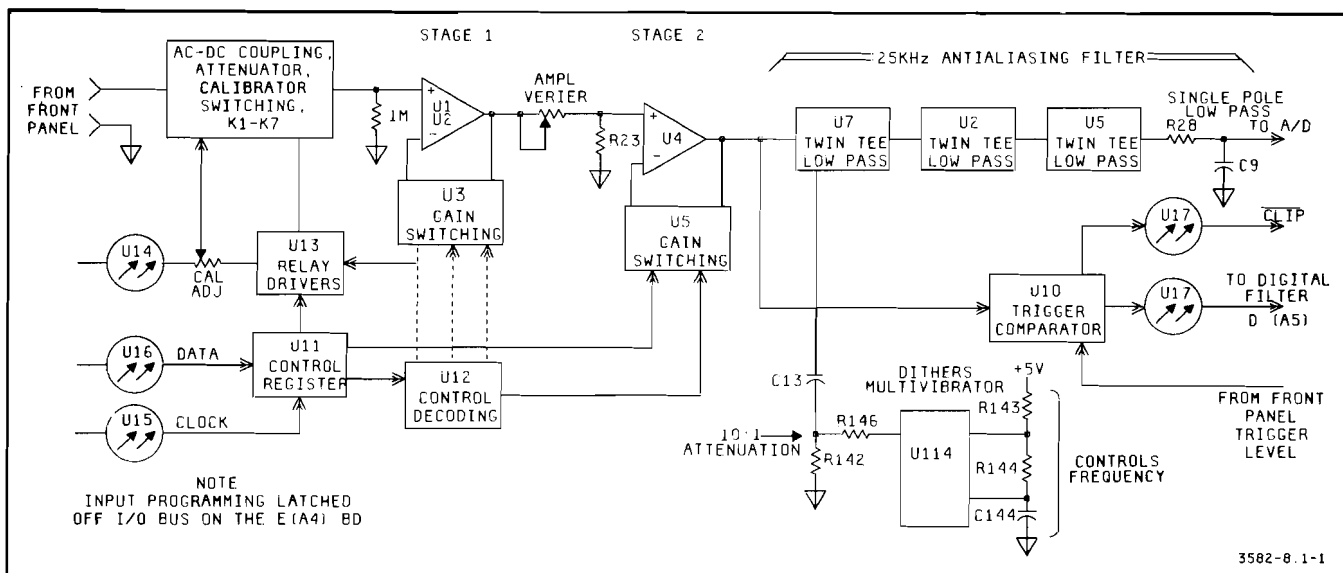 STAGE 1
STAGE 2
25KHz ANTIALIASING FILTER
AC-DC COUPLING,
ATTENUATOR,
CALIBRATOR
SWITCHING,
K1-K7
FROM
FRONT
PANEL
1M
+
U1
U2
-
AMPL
VERIER
R23
+
U4
-
U7
TWIN TEE
LOW PASS
U2
TWIN TEE
LOW PASS
U5
TWIN TEE
LOW PASS
SINGLE POLE
LOW PASS
R28
TO A/D
C9
U3
GAIN
SWITCHING
U5
GAIN
SWITCHING
U14
CAL
ADJ
U13
RELAY
DRIVERS
U17
CLIP
U10
TRIGGER
COMPARATOR
U17
TO DIGITAL
FILTER
D (A5)
U16
DATA
U11
CONTROL
REGISTER
U12
CONTROL
DECODING
U15
CLOCK
C13
DITHERS
MULTIVIBRATOR
+5V
R143
FROM FRONT
PANEL
TRIGGER
LEVEL
10:1
ATTENUATION
R146
R142
U114
R144
C144
CONTROLS
FREQUENCY
NOTE
INPUT PROGRAMMING LATCHED
OFF I/O BUS ON THE E(A4) BD
3582-8.1-1